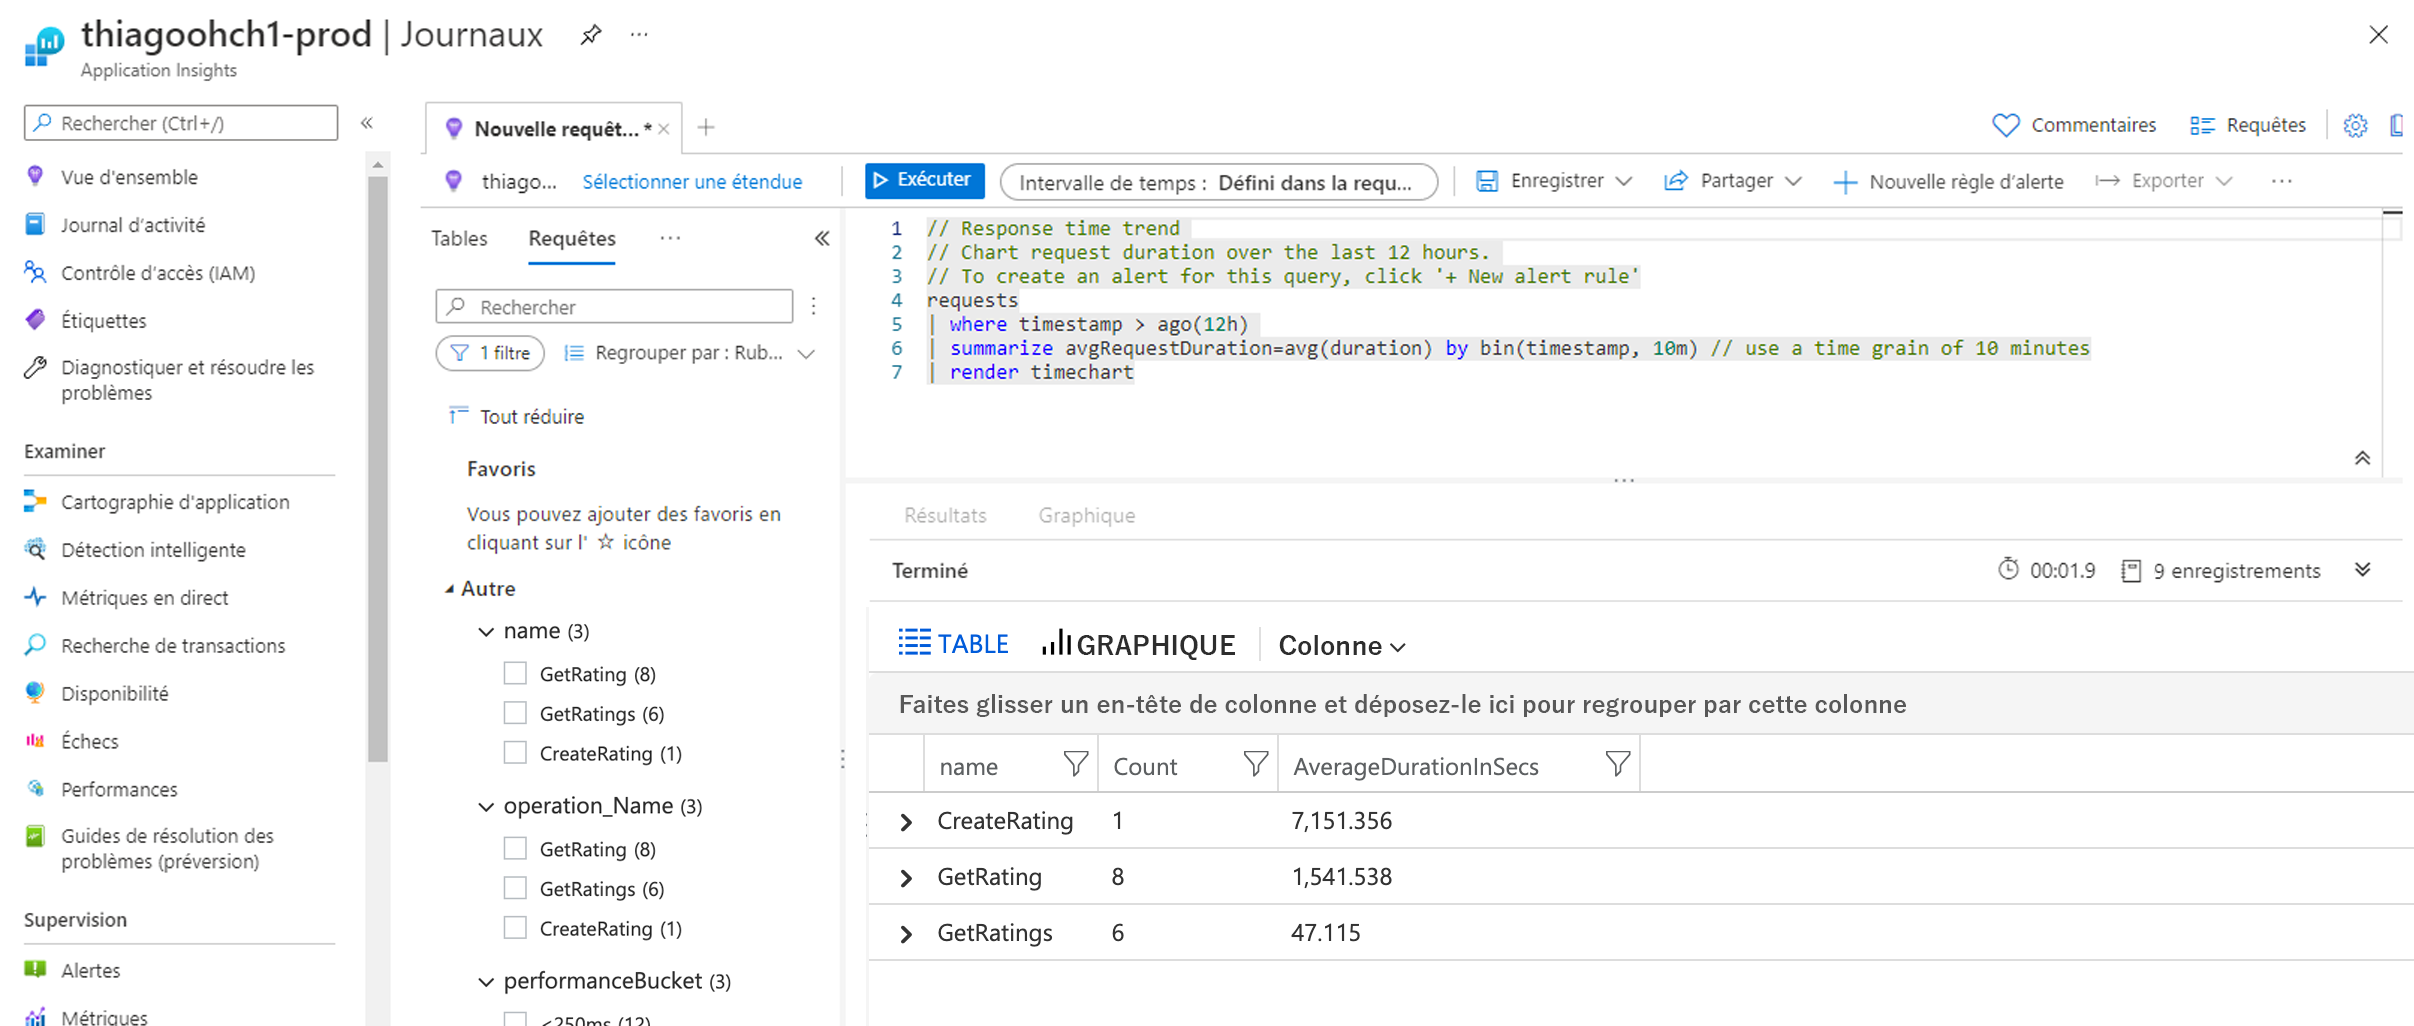 thiagoohch1-prod | Journaux
Application Insights
Rechercher (Ctrl+/)
Vue d'ensemble
Journal d'activité
Contrôle d'accès (IAM)
Étiquettes
Diagnostiquer et résoudre les
problèmes
Examiner
Cartographie d'application
Détection intelligente
Métriques en direct
Recherche de transactions
Disponibilité
Échecs
Performances
Guides de résolution des
problèmes (préversion)
Supervision
Alertes
Métriques
Nouvelle requêt... *
Commentaires
Requêtes
thiago...
Sélectionner une étendue
Exécuter
Intervalle de temps : Défini dans la requ...
Enregistrer
Partager
Nouvelle règle d'alerte
Exporter
Tables
Requêtes
Rechercher
1 filtre
Regrouper par : Rub...
Tout réduire
Favoris
Vous pouvez ajouter des favoris en
cliquant sur l' ☆ icône
Autre
name (3)
GetRating (8)
GetRatings (6)
CreateRating (1)
operation_Name (3)
GetRating (8)
GetRatings (6)
CreateRating (1)
performanceBucket (3)
<250ms (12)
1 // Response time trend
2 // Chart request duration over the last 12 hours.
3 // To create an alert for this query, click '+ New alert rule'
4 requests
5 | where timestamp > ago(12h)
6 | summarize avgRequestDuration=avg(duration) by bin(timestamp, 10m) // use a time grain of 10 minutes
7 | render timechart
Résultats
Graphique
Terminé
00:01.9
9 enregistrements
TABLE
GRAPHIQUE
Colonne
Faites glisser un en-tête de colonne et déposez-le ici pour regrouper par cette colonne
name Count AverageDurationInSecs
CreateRating 1 7,151.356
GetRating 8 1,541.538
GetRatings 6 47.115